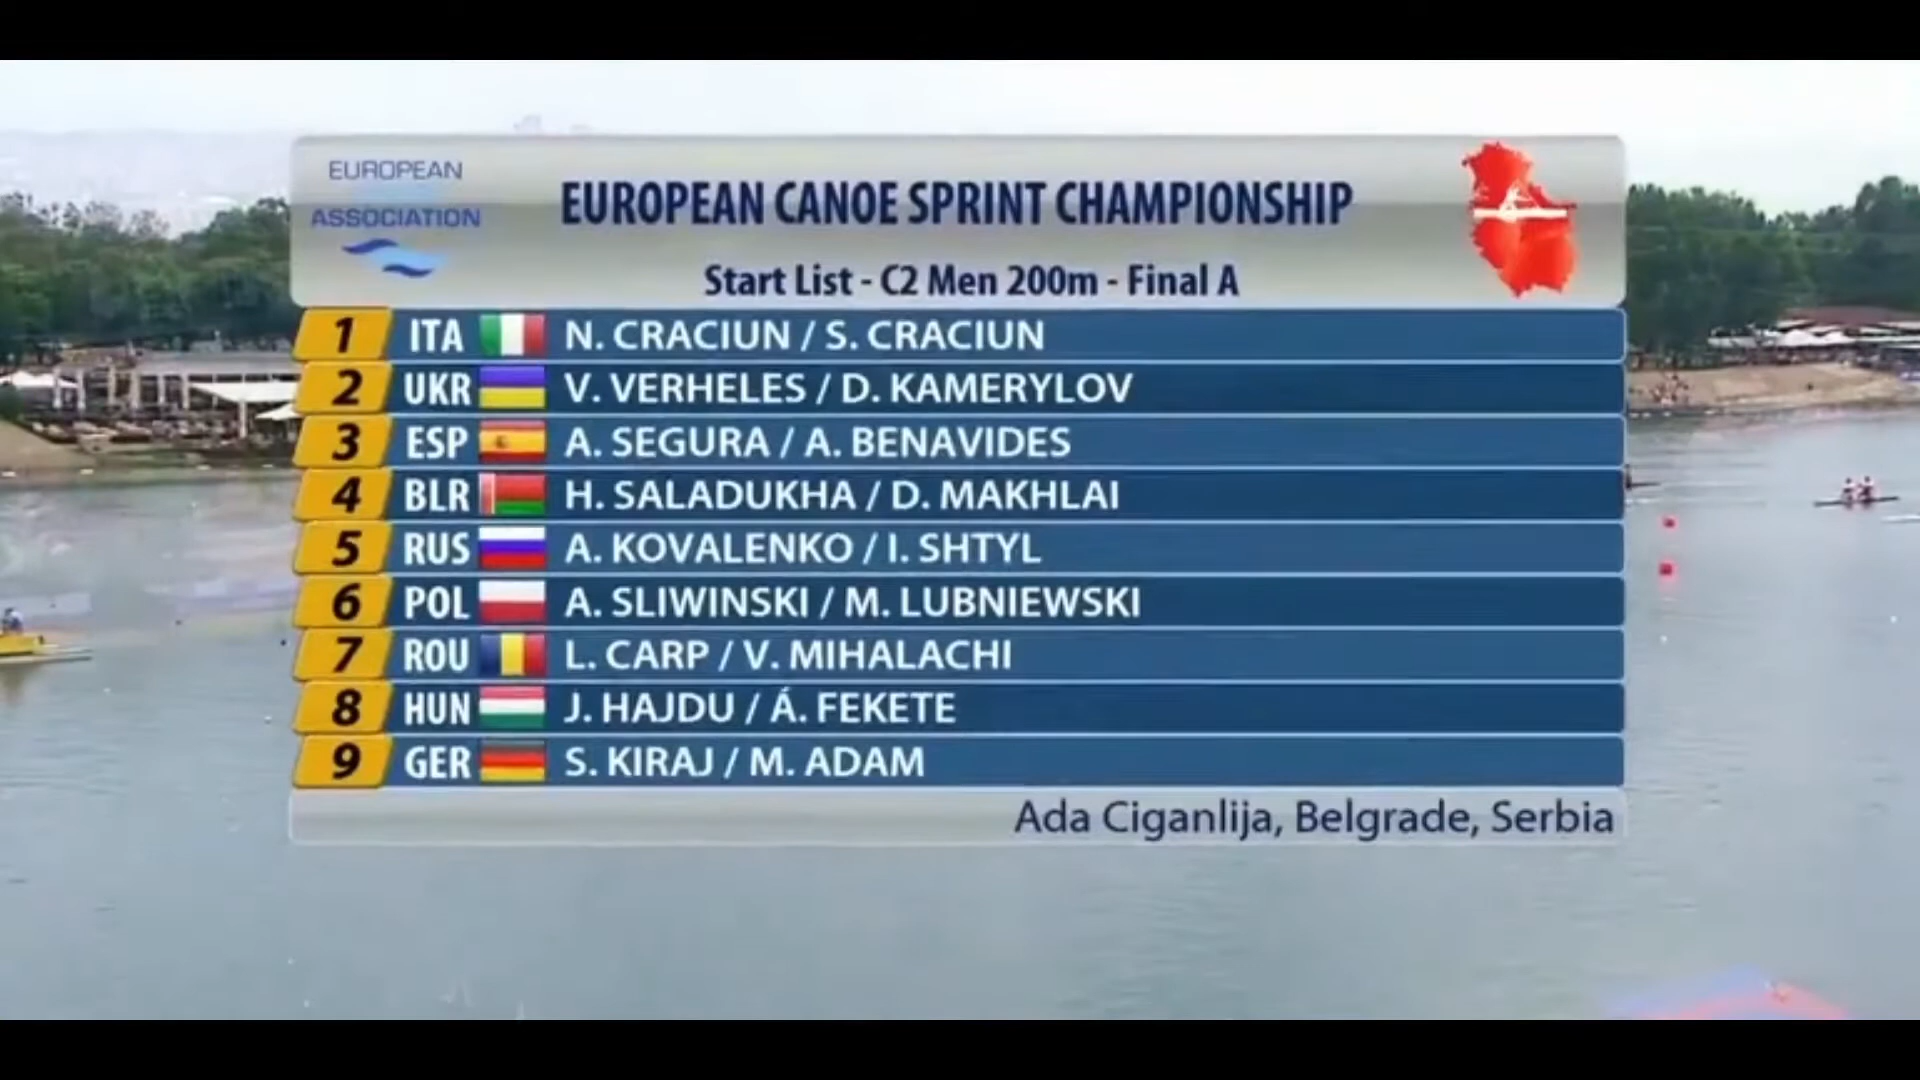 EUROPEAN
ASSOCIATION
EUROPEAN CANOE SPRINT CHAMPIONSHIP
Start List - C2 Men 200m - Final A
1 ITA N. CRACIUN / S. CRACIUN
2 UKR V. VERHELES / D. KAMERYLOV
3 ESP A. SEGURA / A. BENAVIDES
4 BLR H. SALADUKHA / D. MAKHLAI
5 RUS A. KOVALENKO / I. SHTYL
6 POL A. SLIWINSKI / M. LUBNIEWSKI
7 ROU L. CARP / V. MIHALACHI
8 HUN J. HAJDU / Á. FEKETE
9 GER S. KIRAJ / M. ADAM
Ada Ciganlija, Belgrade, Serbia